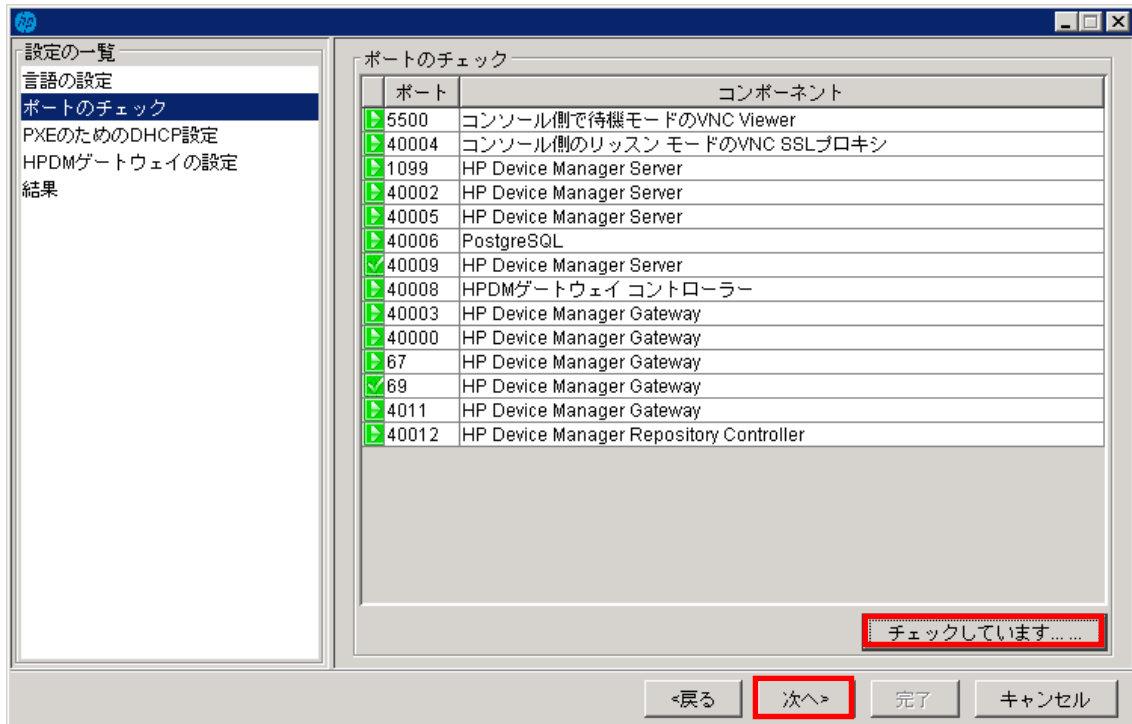 hp
設定の一覧
言語の設定
ポートのチェック
PXEのためのDHCP設定
HPDMゲートウェイの設定
結果
ポートのチェック
ポート コンポーネント
5500 コンソール側で待機モードのVNC Viewer
40004 コンソール側のリッスン モードのVNC SSLプロキシ
1099 HP Device Manager Server
40002 HP Device Manager Server
40005 HP Device Manager Server
40006 PostgreSQL
40009 HP Device Manager Server
40008 HPDMゲートウェイ コントローラー
40003 HP Device Manager Gateway
40000 HP Device Manager Gateway
67 HP Device Manager Gateway
69 HP Device Manager Gateway
4011 HP Device Manager Gateway
40012 HP Device Manager Repository Controller
チェックしています... ...
<戻る 次へ> 完了 キャンセル